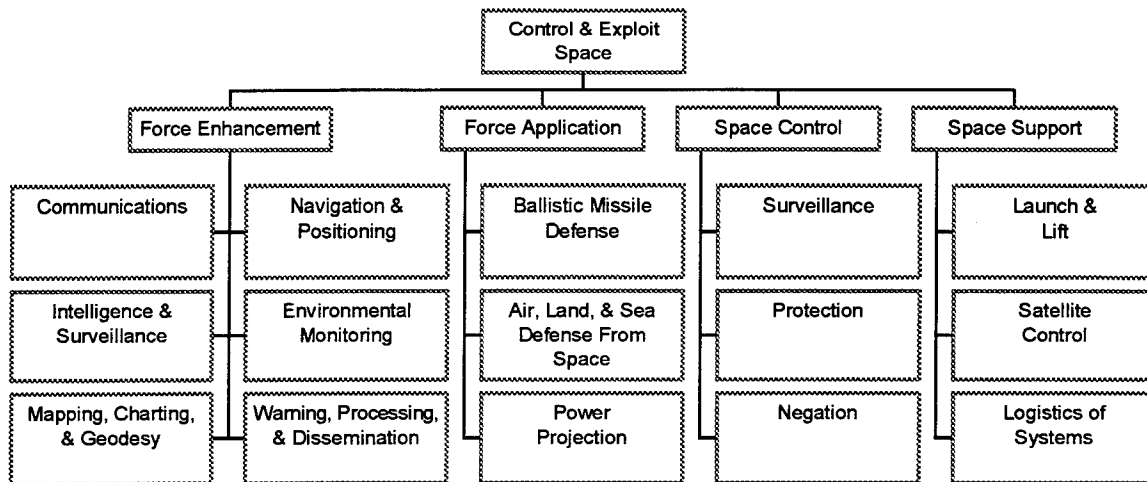 Control & Exploit
Space
Force Enhancement
Force Application
Space Control
Space Support
Communications
Navigation &
Positioning
Ballistic Missile
Defense
Surveillance
Launch &
Lift
Intelligence &
Surveillance
Environmental
Monitoring
Air, Land, & Sea
Defense From
Space
Protection
Satellite
Control
Mapping, Charting,
& Geodesy
Warning, Processing,
& Dissemination
Power
Projection
Negation
Logistics of
Systems